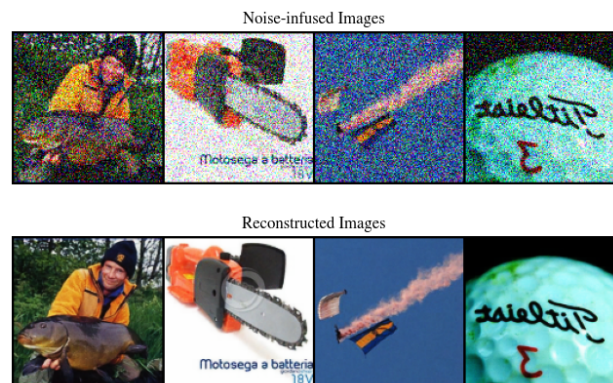 Noise-infused Images
Motosega a batteria
18V
Titleist
3
Reconstructed Images
Motosega a batteria
18V
Titleist
3